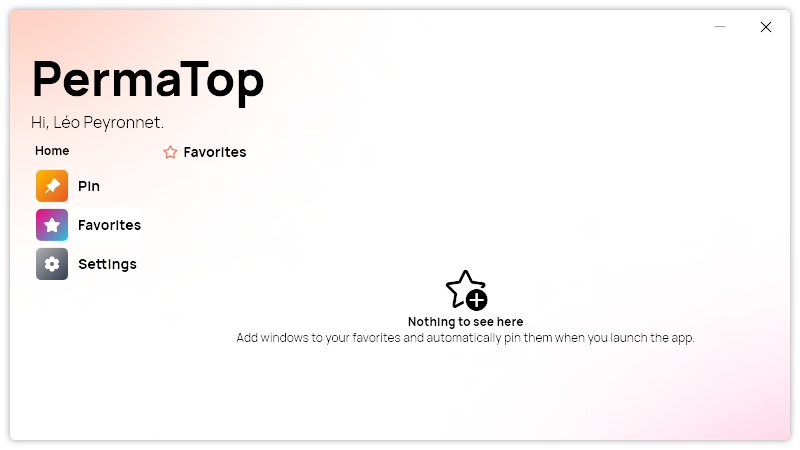 PermaTop
Hi, Léo Peyronnet.
Home
Pin
Favorites
Settings
Favorites
Nothing to see here
Add windows to your favorites and automatically pin them when you launch the app.